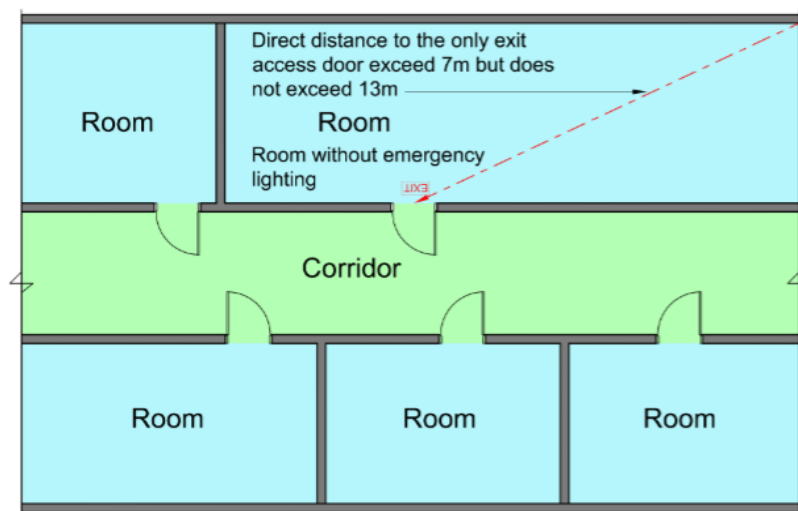 Direct distance to the only exit
access door exceed 7m but does
not exceed 13m
Room
Room
Room without emergency
lighting
EXIT
Corridor
Room
Room
Room